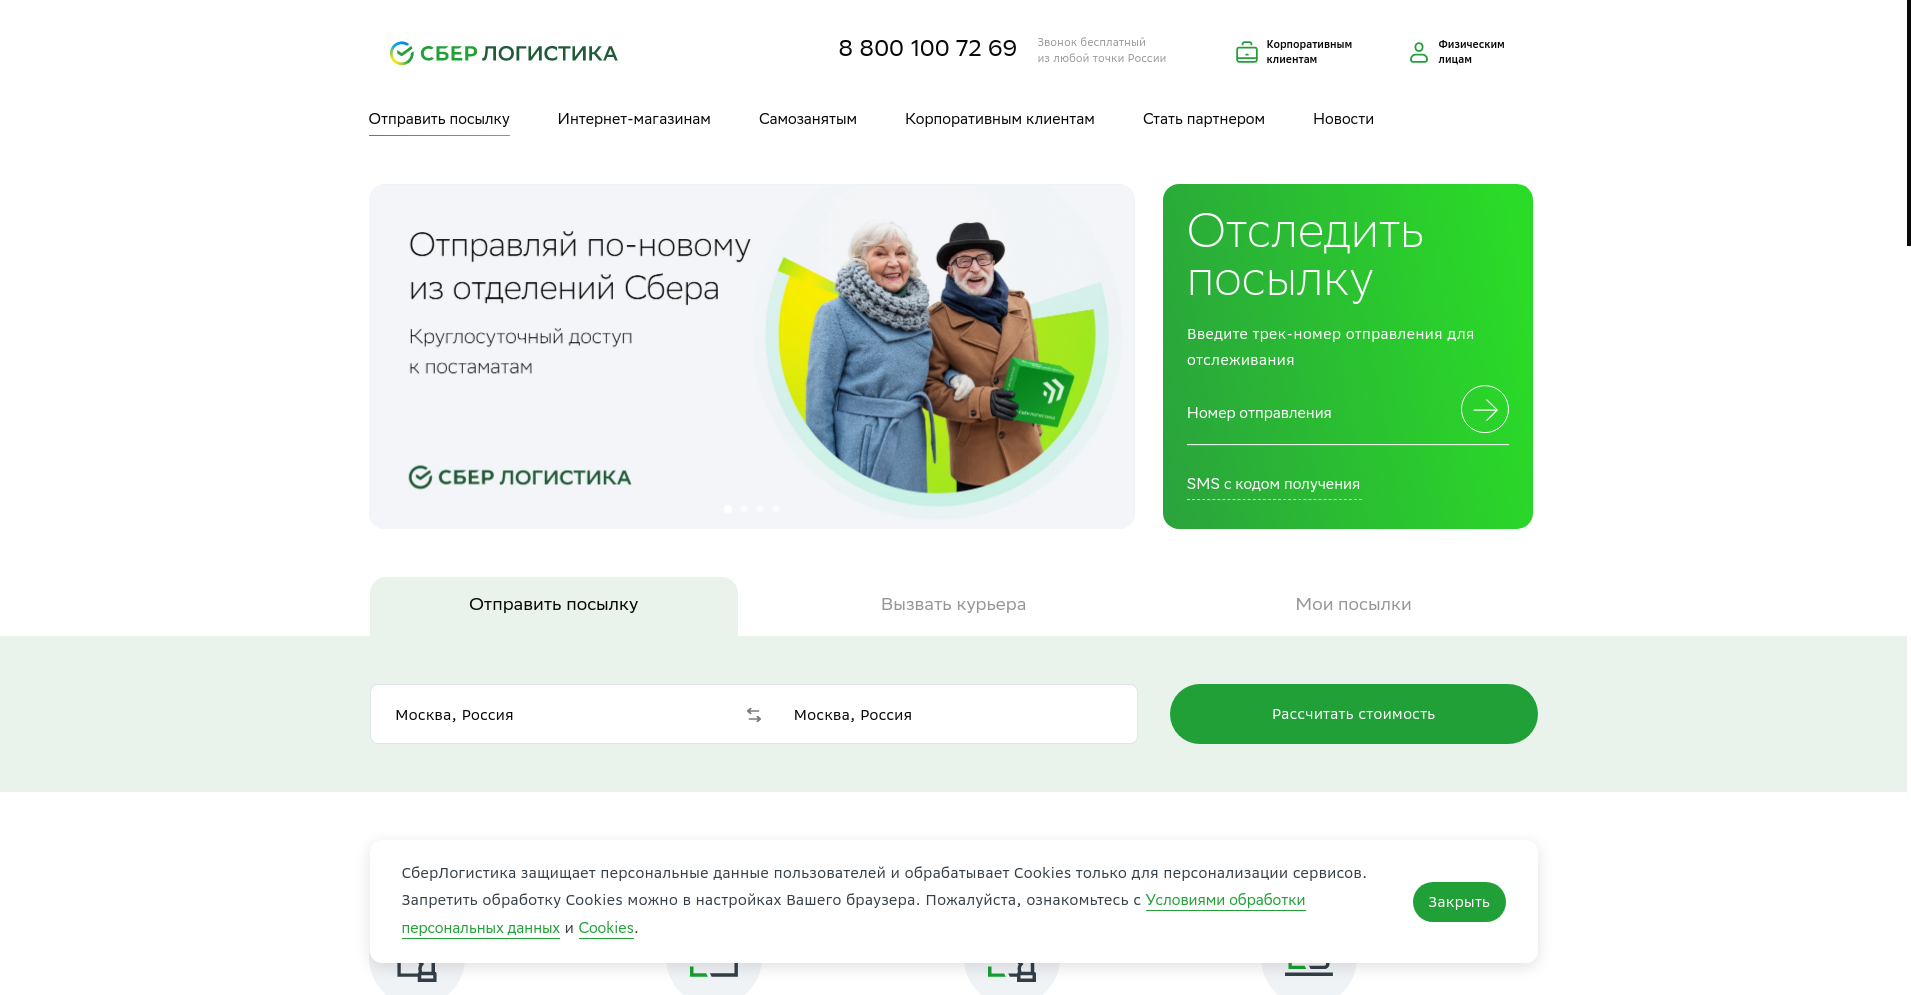 СБЕР ЛОГИСТИКА
8 800 100 72 69
Звонок бесплатный
из любой точки России
Корпоративным
клиентам
Физическим
лицам
Отправить посылку
Интернет-магазинам
Самозанятым
Корпоративным клиентам
Стать партнером
Новости
Отправляй по-новому
из отделений Сбера
Круглосуточный доступ
к постаматам
СБЕР ЛОГИСТИКА
Отследить
посылку
Введите трек-номер отправления для
отслеживания
Номер отправления
SMS с кодом получения
Отправить посылку
Вызвать курьера
Мои посылки
Москва, Россия
Москва, Россия
Рассчитать стоимость
СберЛогистика защищает персональные данные пользователей и обрабатывает Cookies только для персонализации сервисов.
Запретить обработку Cookies можно в настройках Вашего браузера. Пожалуйста, ознакомьтесь с Условиями обработки
персональных данных и Cookies.
Закрыть